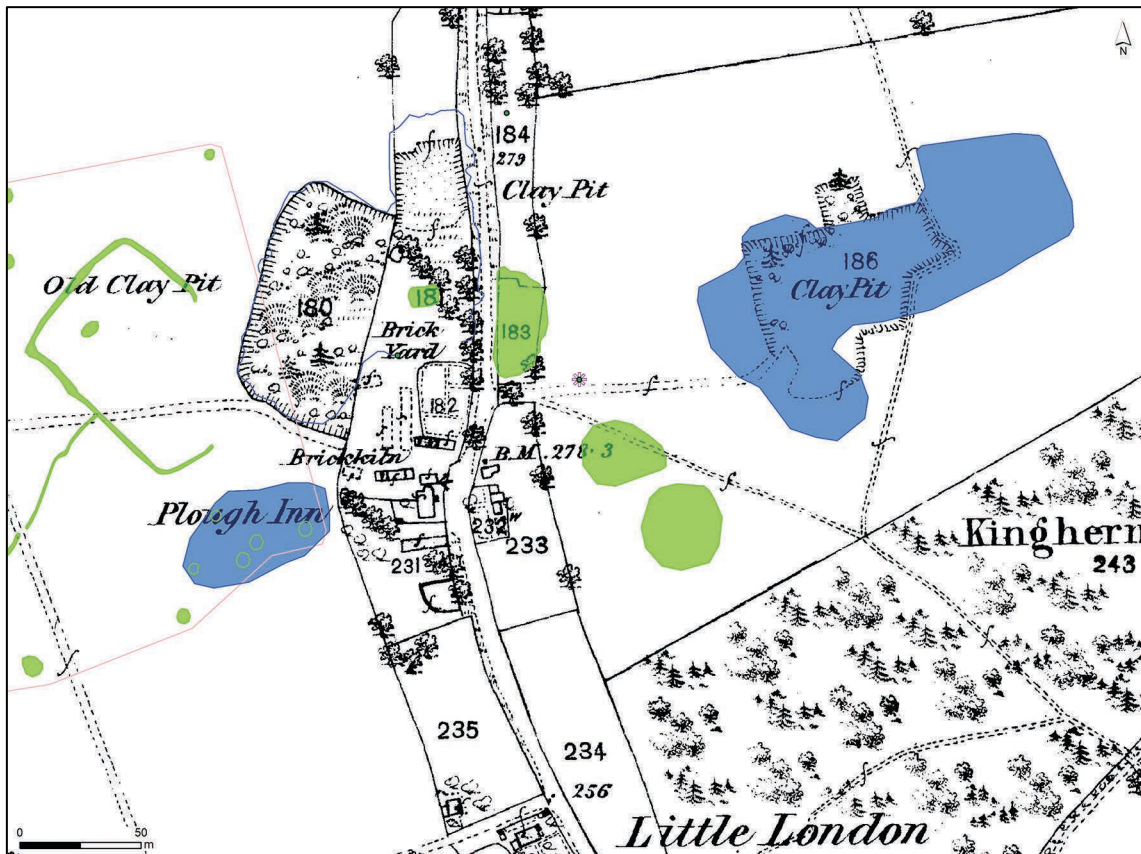 N
184
279
Clay Pit
186
Clay Pit
Old Clay Pit
180
181
183
Brick
Yard
182
Brickkiln
B.M. 278·3
Plough Inn
232
W
233
231
Kinghern
243
235
234
256
0
50
m
Little London